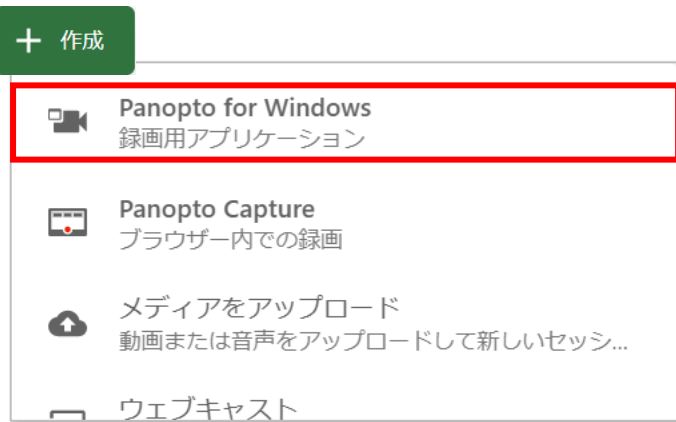 作成
Panopto for Windows
録画用アプリケーション
Panopto Capture
ブラウザー内での録画
メディアをアップロード
動画または音声をアップロードして新しいセッシ...
ウェブキャスト